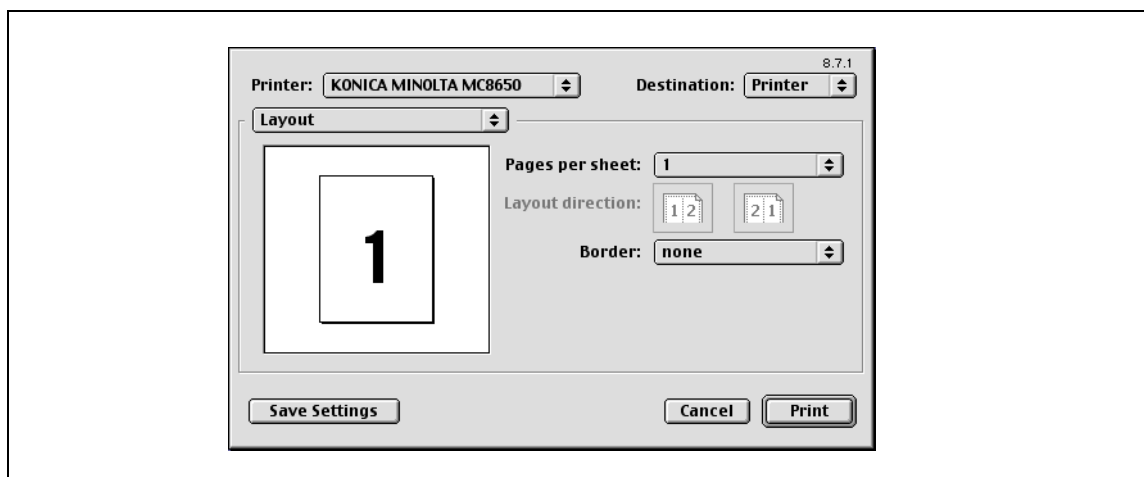 8.7.1
Printer: KONICA MINOLTA MC8650 Destination: Printer
Layout
Pages per sheet: 1
Layout direction: 1 2 2 1
Border: none
1
Save Settings Cancel Print